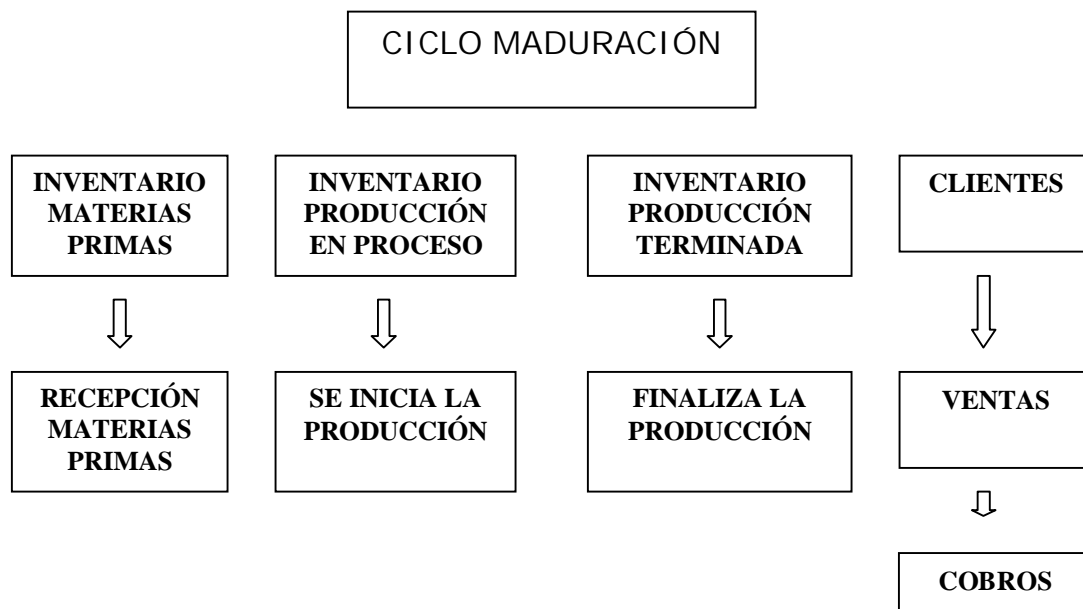 CICLO MADURACIÓN
INVENTARIO
MATERIAS
PRIMAS
INVENTARIO
PRODUCCIÓN
EN PROCESO
INVENTARIO
PRODUCCIÓN
TERMINADA
CLIENTES
RECEPCIÓN
MATERIAS
PRIMAS
SE INICIA LA
PRODUCCIÓN
FINALIZA LA
PRODUCCIÓN
VENTAS
COBROS